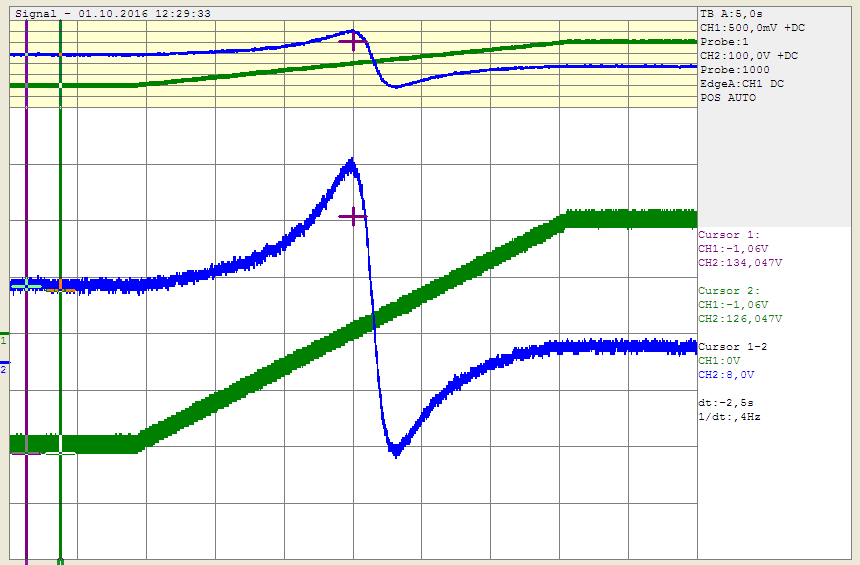 Signal - 01.10.2016 12:29:33
TB A:5,0s
CH1:500,0mV +DC
Probe:1
CH2:100,0V +DC
Probe:1000
EdgeA:CH1 DC
POS AUTO
Cursor 1:
CH1:-1,06V
CH2:134,047V
Cursor 2:
CH1:-1,06V
CH2:126,047V
Cursor 1-2
CH1:0V
CH2:8,0V
dt:-2,5s
1/dt:,4Hz
1
2